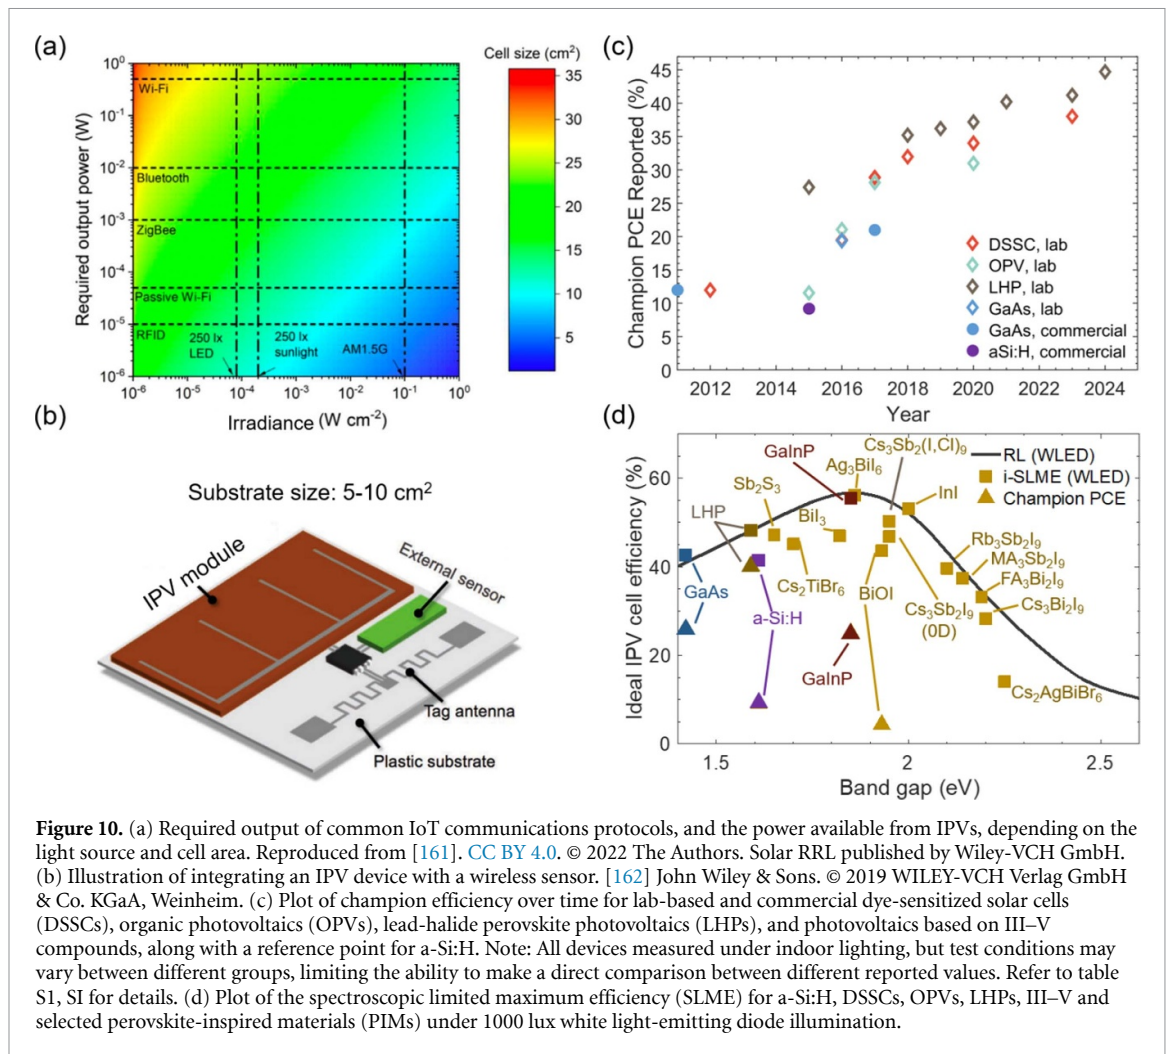 (a)
Cell size (cm²)
10⁰
10⁻¹
10⁻²
10⁻³
10⁻⁴
10⁻⁵
10⁻⁶
Required output power (W)
Wi-Fi
Bluetooth
ZigBee
Passive Wi-Fi
RFID
250 lx
LED
250 lx
sunlight
AM1.5G
10⁻⁶
10⁻⁵
10⁻⁴
10⁻³
10⁻²
10⁻¹
10⁰
Irradiance (W cm⁻²)
35
30
25
20
15
10
5
(b)
Substrate size: 5-10 cm²
IPV module
External sensor
Tag antenna
Plastic substrate
(c)
Champion PCE Reported (%)
45
40
35
30
25
20
15
10
5
0
DSSC, lab
OPV, lab
LHP, lab
GaAs, lab
GaAs, commercial
aSi:H, commercial
2012
2014
2016
2018
2020
2022
2024
Year
(d)
Ideal IPV cell efficiency (%)
60
40
20
0
RL (WLED)
i-SLME (WLED)
Champion PCE
Cs₃Sb₂(I,Cl)₉
GaInP
Ag₃BiI₆
Sb₂S₃
InI
LHP
BiI₃
Rb₃Sb₂I₉
MA₃Sb₂I₉
FA₃Bi₂I₉
Cs₃Bi₂I₉
Cs₂TiBr₆
BiOI
GaAs
a-Si:H
Cs₃Sb₂I₉
(0D)
GaInP
Cs₂AgBiBr₆
1.5
2
2.5
Band gap (eV)
Figure 10. (a) Required output of common IoT communications protocols, and the power available from IPVs, depending on the
light source and cell area. Reproduced from [161]. CC BY 4.0. © 2022 The Authors. Solar RRL published by Wiley-VCH GmbH.
(b) Illustration of integrating an IPV device with a wireless sensor. [162] John Wiley & Sons. © 2019 WILEY-VCH Verlag GmbH
& Co. KGaA, Weinheim. (c) Plot of champion efficiency over time for lab-based and commercial dye-sensitized solar cells
(DSSCs), organic photovoltaics (OPVs), lead-halide perovskite photovoltaics (LHPs), and photovoltaics based on III–V
compounds, along with a reference point for a-Si:H. Note: All devices measured under indoor lighting, but test conditions may
vary between different groups, limiting the ability to make a direct comparison between different reported values. Refer to table
S1, SI for details. (d) Plot of the spectroscopic limited maximum efficiency (SLME) for a-Si:H, DSSCs, OPVs, LHPs, III–V and
selected perovskite-inspired materials (PIMs) under 1000 lux white light-emitting diode illumination.